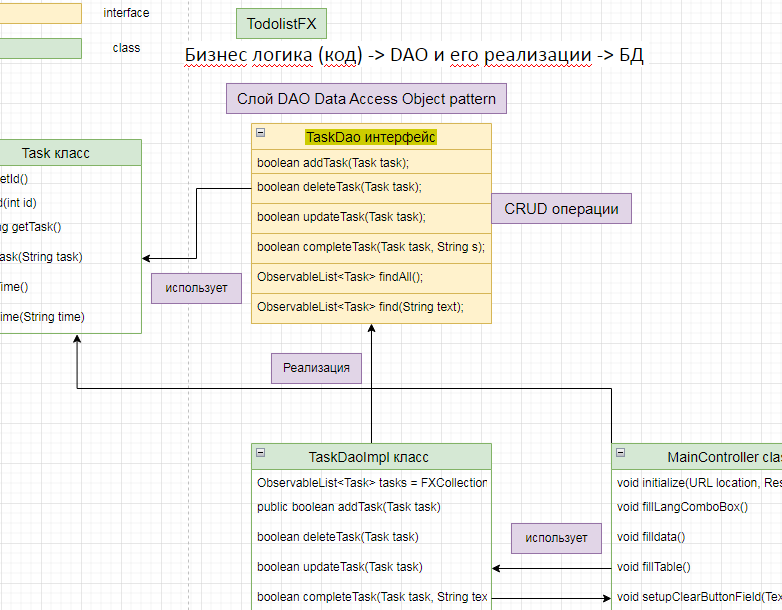 interface
class
TodolistFX
Бизнес логика (код) -> DAO и его реализации -> БД
Слой DAO Data Access Object pattern
Task класс
etId()
d(int id)
ng getTask()
ask(String task)
Time()
ime(String time)
TaskDao интерфейс
boolean addTask(Task task);
boolean deleteTask(Task task);
boolean updateTask(Task task);
boolean completeTask(Task task, String s);
ObservableList<Task> findAll();
ObservableList<Task> find(String text);
CRUD операции
использует
Реализация
TaskDaoImpl класс
ObservableList<Task> tasks = FXCollection
public boolean addTask(Task task)
boolean deleteTask(Task task)
boolean updateTask(Task task)
boolean completeTask(Task task, String tex
использует
MainController clas
void initialize(URL location, Res
void fillLangComboBox()
void filldata()
void fillTable()
void setupClearButtonField(Tex